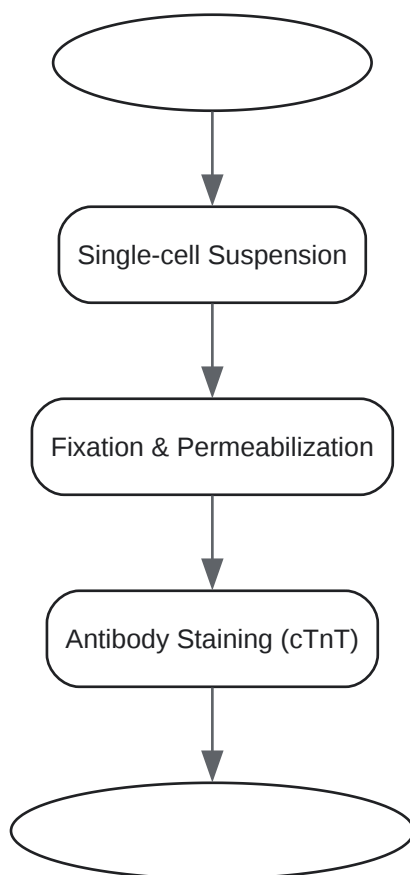 Single-cell Suspension
Fixation & Permeabilization
Antibody Staining (cTnT)